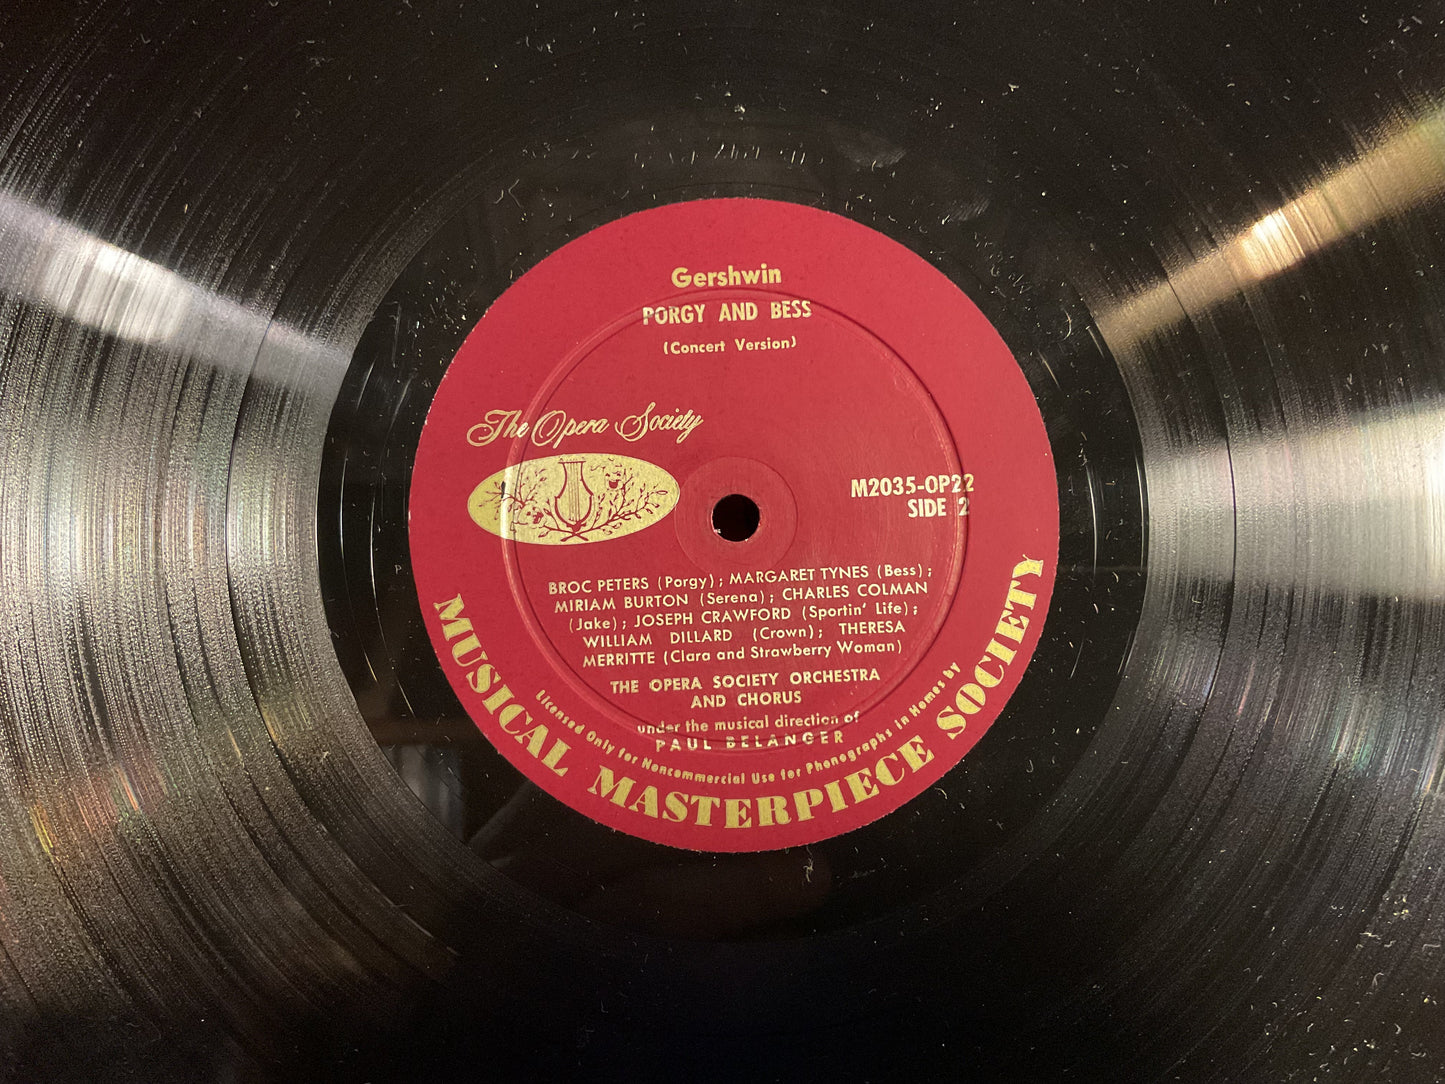 Gershwin
PORGY AND BESS
(Concert Version)
The Opera Society
M2035-OP22
SIDE 2
BROC PETERS (Porgy); MARGARET TYNES (Bess);
MIRIAM BURTON (Serena); CHARLES COLMAN
(Jake); JOSEPH CRAWFORD (Sportin' Life);
WILLIAM DILLARD (Crown); THERESA
MERRITTE (Clara and Strawberry Woman)
THE OPERA SOCIETY ORCHESTRA
AND CHORUS
under the musical direction of
PAUL BELANGER
Licensed Only for Noncommercial Use for Phonographs in Homes by
MUSICAL MASTERPIECE SOCIETY
P